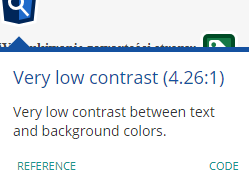 Very low contrast (4.26:1)
Very low contrast between text
and background colors.
REFERENCE CODE